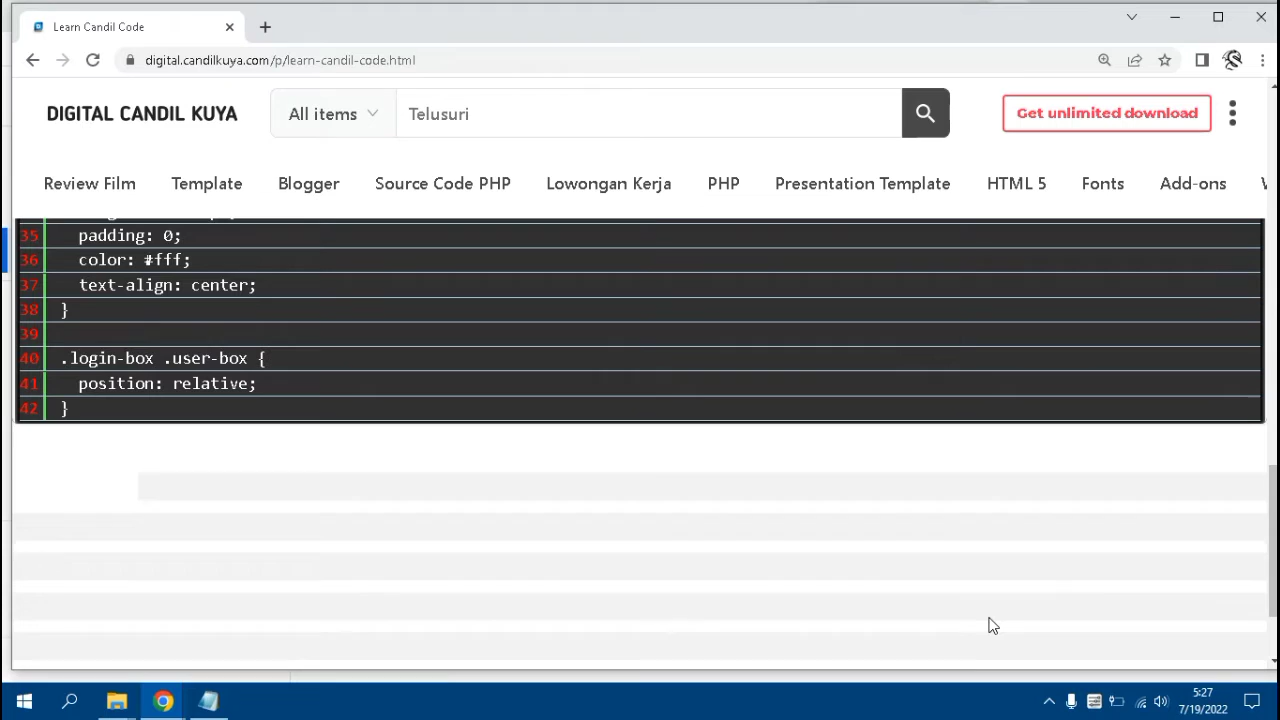 Learn Candil Code
digital.candilkuya.com/p/learn-candil-code.html
DIGITAL CANDIL KUYA
All items
Telusuri
Get unlimited download
Review Film
Template
Blogger
Source Code PHP
Lowongan Kerja
PHP
Presentation Template
HTML 5
Fonts
Add-ons
35 padding: 0;
36 color: #fff;
37 text-align: center;
38 }
39
40 .login-box .user-box {
41 position: relative;
42 }
5:27
7/19/2022